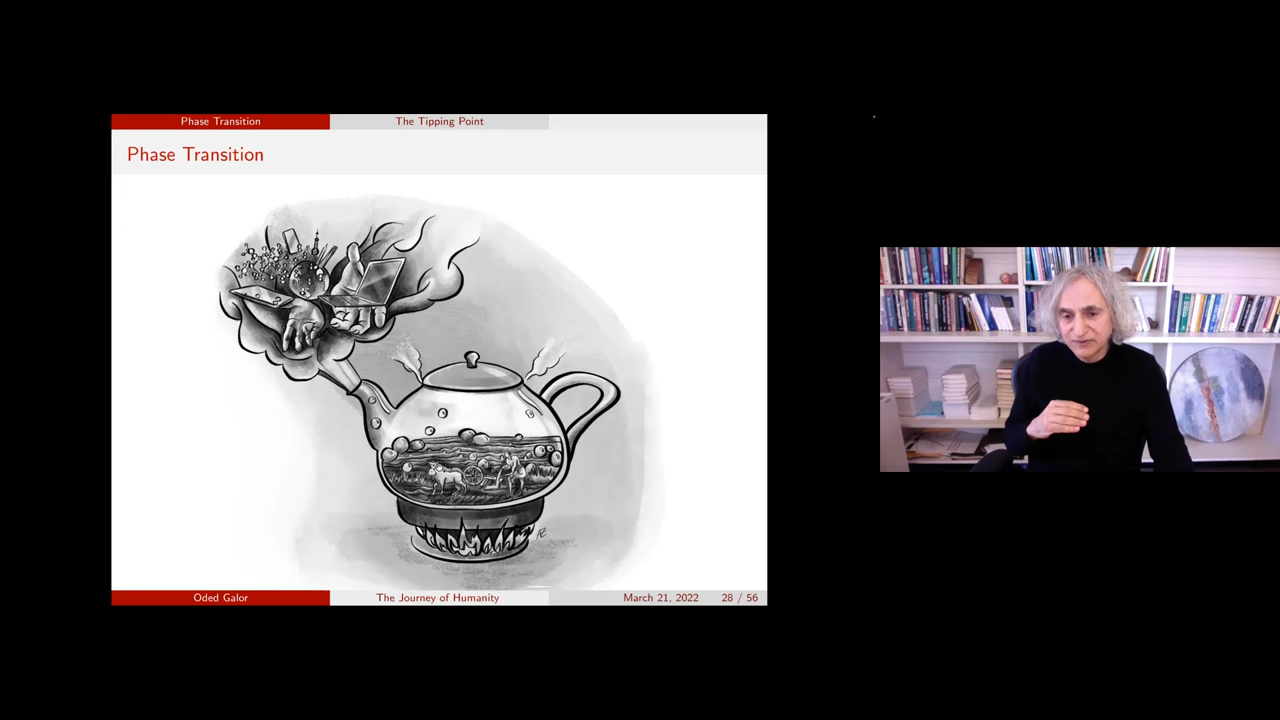 Phase Transition
The Tipping Point
Phase Transition
Oded Galor
The Journey of Humanity
March 21, 2022
28 / 56